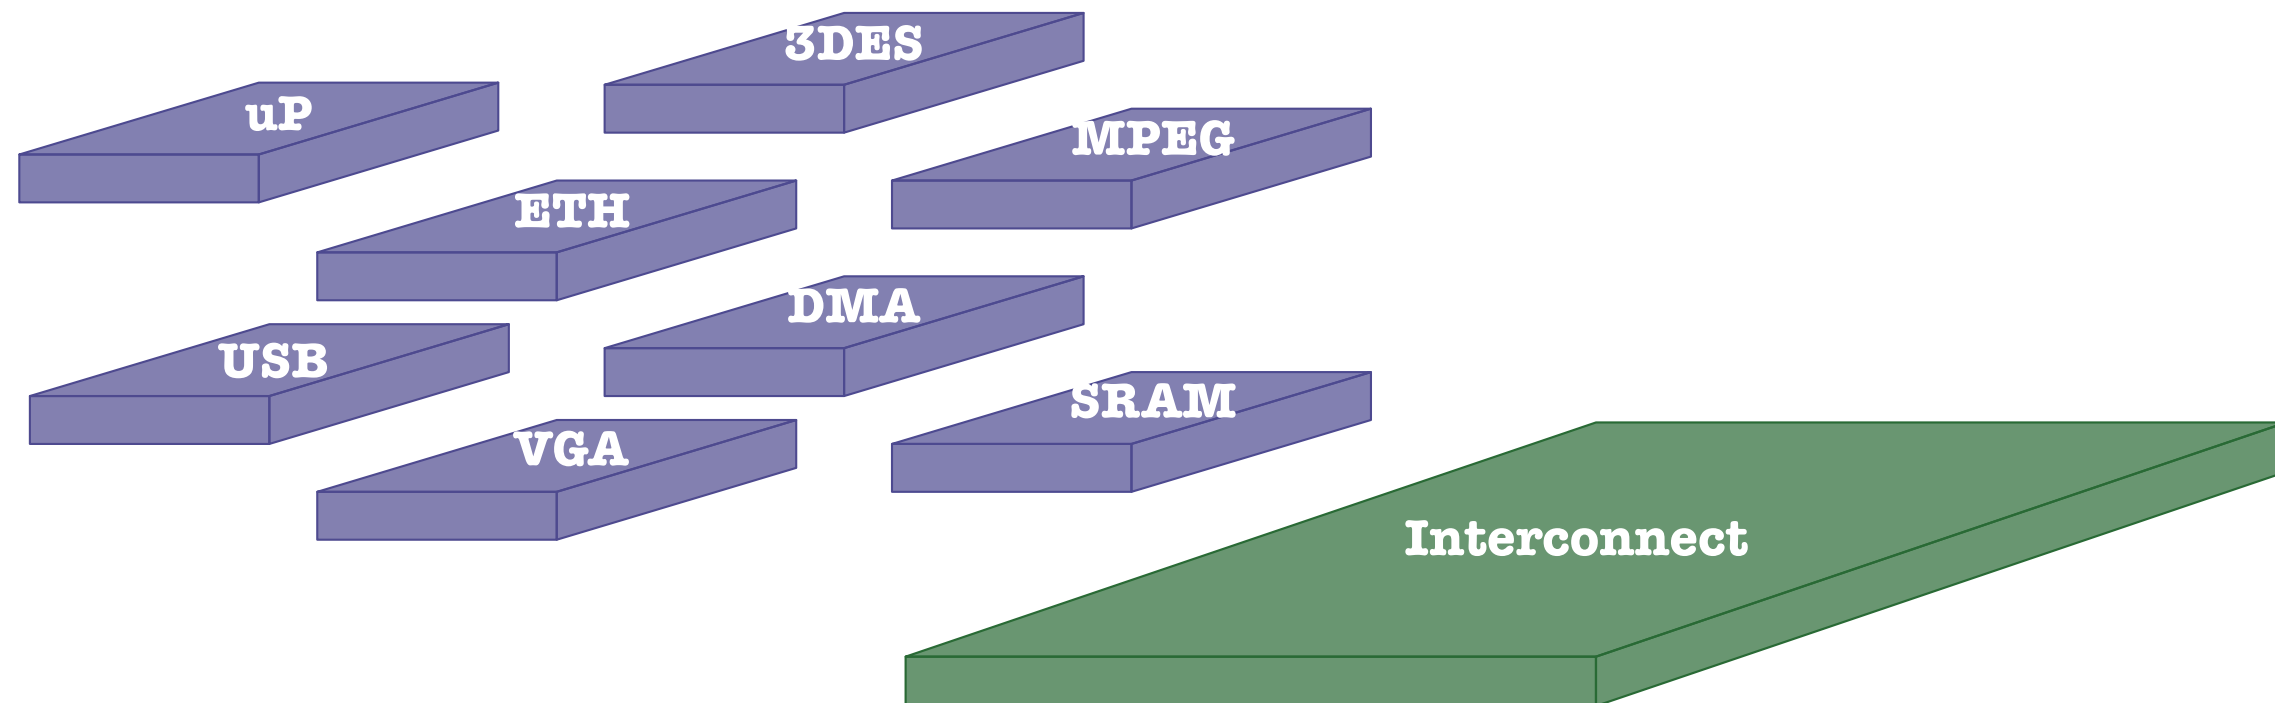 3DES
uP
MPEG
ETH
DMA
USB
SRAM
VGA
Interconnect